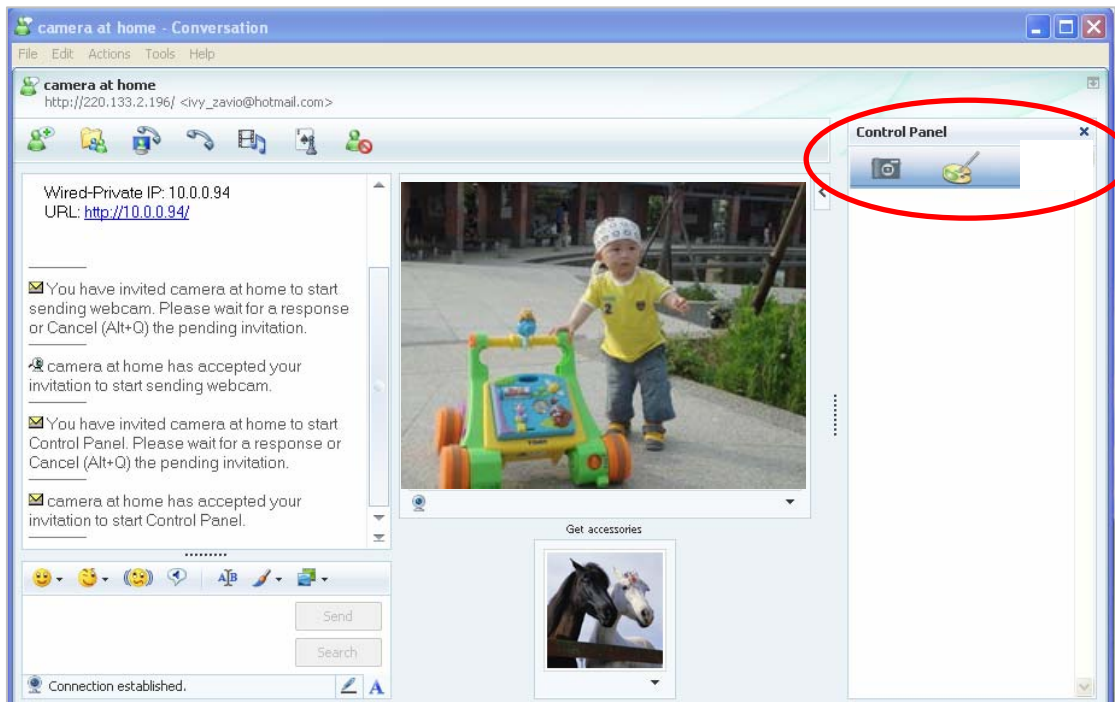 camera at home - Conversation
File Edit Actions Tools Help
camera at home
http://220.133.2.196/ <ivy_zavio@hotmail.com>
Control Panel
Wired-Private IP: 10.0.0.94
URL: http://10.0.0.94/
You have invited camera at home to start
sending webcam. Please wait for a response
or Cancel (Alt+Q) the pending invitation.
camera at home has accepted your
invitation to start sending webcam.
You have invited camera at home to start
Control Panel. Please wait for a response or
Cancel (Alt+Q) the pending invitation.
camera at home has accepted your
invitation to start Control Panel.
2
Get accessories
AB
Send
Search
Connection established.
A